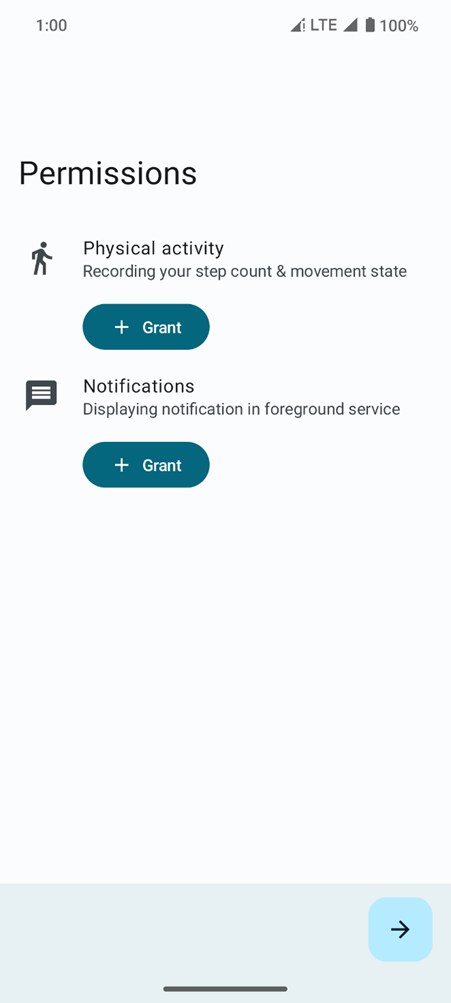 1:00
LTE
100%
Permissions
Physical activity
Recording your step count & movement state
Grant
Notifications
Displaying notification in foreground service
Grant